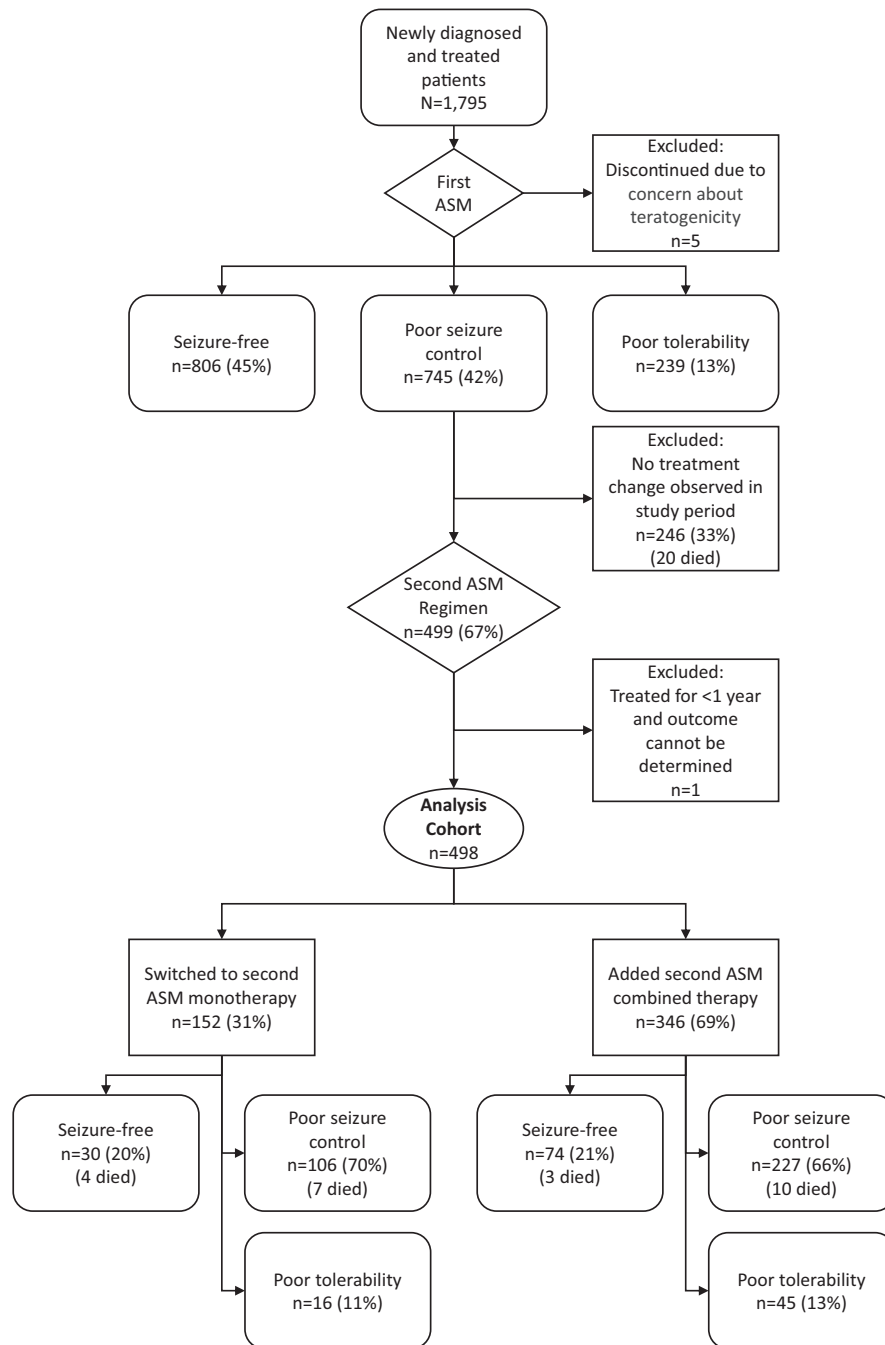 Newly diagnosed
and treated
patients
N=1,795
First
ASM
Excluded:
Discontinued due to
concern about
teratogenicity
n=5
Seizure-free
n=806 (45%)
Poor seizure
control
n=745 (42%)
Poor tolerability
n=239 (13%)
Excluded:
No treatment
change observed in
study period
n=246 (33%)
(20 died)
Second ASM
Regimen
n=499 (67%)
Excluded:
Treated for <1 year
and outcome
cannot be
determined
n=1
Analysis
Cohort
n=498
Switched to second
ASM monotherapy
n=152 (31%)
Added second ASM
combined therapy
n=346 (69%)
Seizure-free
n=30 (20%)
(4 died)
Poor seizure
control
n=106 (70%)
(7 died)
Seizure-free
n=74 (21%)
(3 died)
Poor seizure
control
n=227 (66%)
(10 died)
Poor tolerability
n=16 (11%)
Poor tolerability
n=45 (13%)